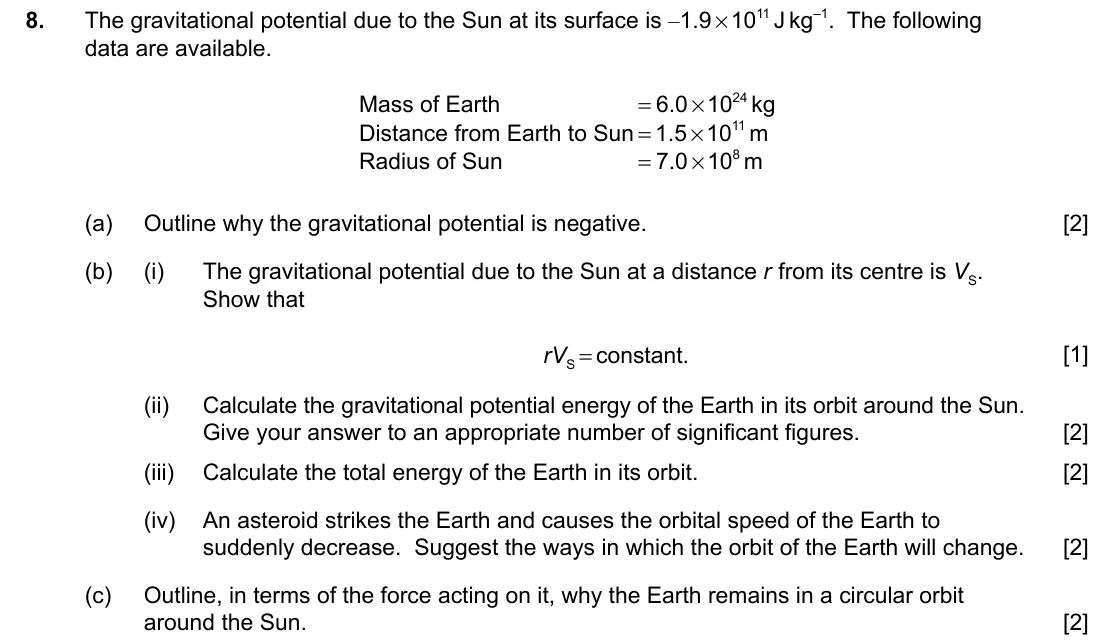 8. The gravitational potential due to the Sun at its surface is –1.9×10¹¹ J kg⁻¹. The following
data are available.
Mass of Earth = 6.0×10²⁴ kg
Distance from Earth to Sun = 1.5×10¹¹ m
Radius of Sun = 7.0×10⁸ m
(a) Outline why the gravitational potential is negative. [2]
(b) (i) The gravitational potential due to the Sun at a distance r from its centre is Vₛ.
Show that
rVₛ = constant. [1]
(ii) Calculate the gravitational potential energy of the Earth in its orbit around the Sun.
Give your answer to an appropriate number of significant figures. [2]
(iii) Calculate the total energy of the Earth in its orbit. [2]
(iv) An asteroid strikes the Earth and causes the orbital speed of the Earth to
suddenly decrease. Suggest the ways in which the orbit of the Earth will change. [2]
(c) Outline, in terms of the force acting on it, why the Earth remains in a circular orbit
around the Sun. [2]